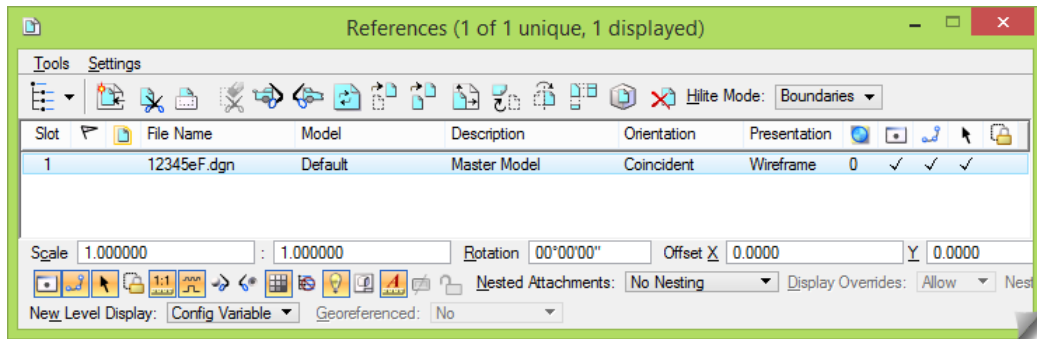 References (1 of 1 unique, 1 displayed)
Tools Settings
Hilite Mode: Boundaries
Slot File Name Model Description Orientation Presentation
1 12345eF.dgn Default Master Model Coincident Wireframe 0
Scale 1.000000 : 1.000000 Rotation 00°00'00" Offset X 0.0000 Y 0.0000
1:1 A Nested Attachments: No Nesting Display Overrides: Allow Nest
New Level Display: Config Variable Georeferenced: No